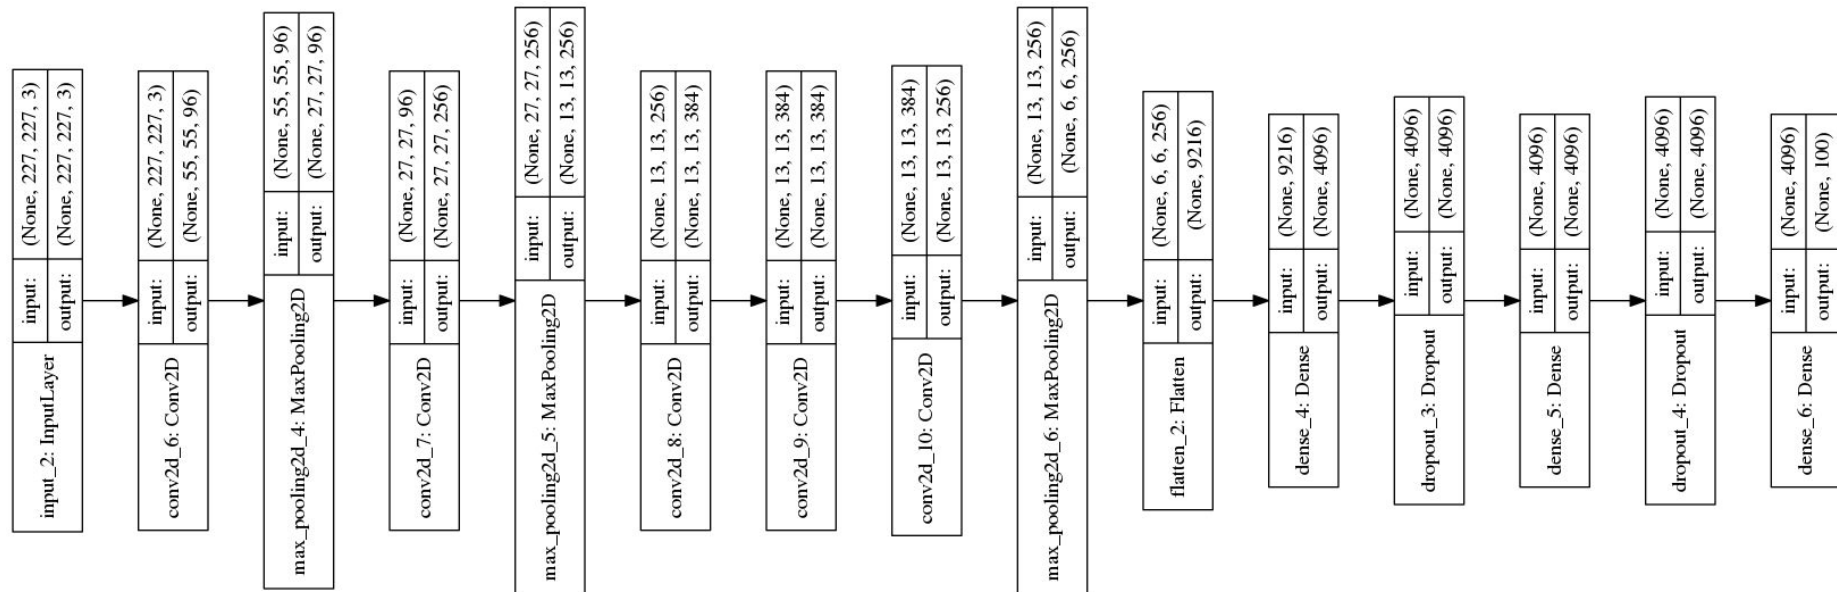 input_2: InputLayer input: (None, 227, 227, 3)
output: (None, 227, 227, 3)
conv2d_6: Conv2D input: (None, 227, 227, 3)
output: (None, 55, 55, 96)
max_pooling2d_4: MaxPooling2D input: (None, 55, 55, 96)
output: (None, 27, 27, 96)
conv2d_7: Conv2D input: (None, 27, 27, 96)
output: (None, 27, 27, 256)
max_pooling2d_5: MaxPooling2D input: (None, 27, 27, 256)
output: (None, 13, 13, 256)
conv2d_8: Conv2D input: (None, 13, 13, 256)
output: (None, 13, 13, 384)
conv2d_9: Conv2D input: (None, 13, 13, 384)
output: (None, 13, 13, 384)
conv2d_10: Conv2D input: (None, 13, 13, 384)
output: (None, 13, 13, 256)
max_pooling2d_6: MaxPooling2D input: (None, 13, 13, 256)
output: (None, 6, 6, 256)
flatten_2: Flatten input: (None, 6, 6, 256)
output: (None, 9216)
dense_4: Dense input: (None, 9216)
output: (None, 4096)
dropout_3: Dropout input: (None, 4096)
output: (None, 4096)
dense_5: Dense input: (None, 4096)
output: (None, 4096)
dropout_4: Dropout input: (None, 4096)
output: (None, 4096)
dense_6: Dense input: (None, 4096)
output: (None, 100)